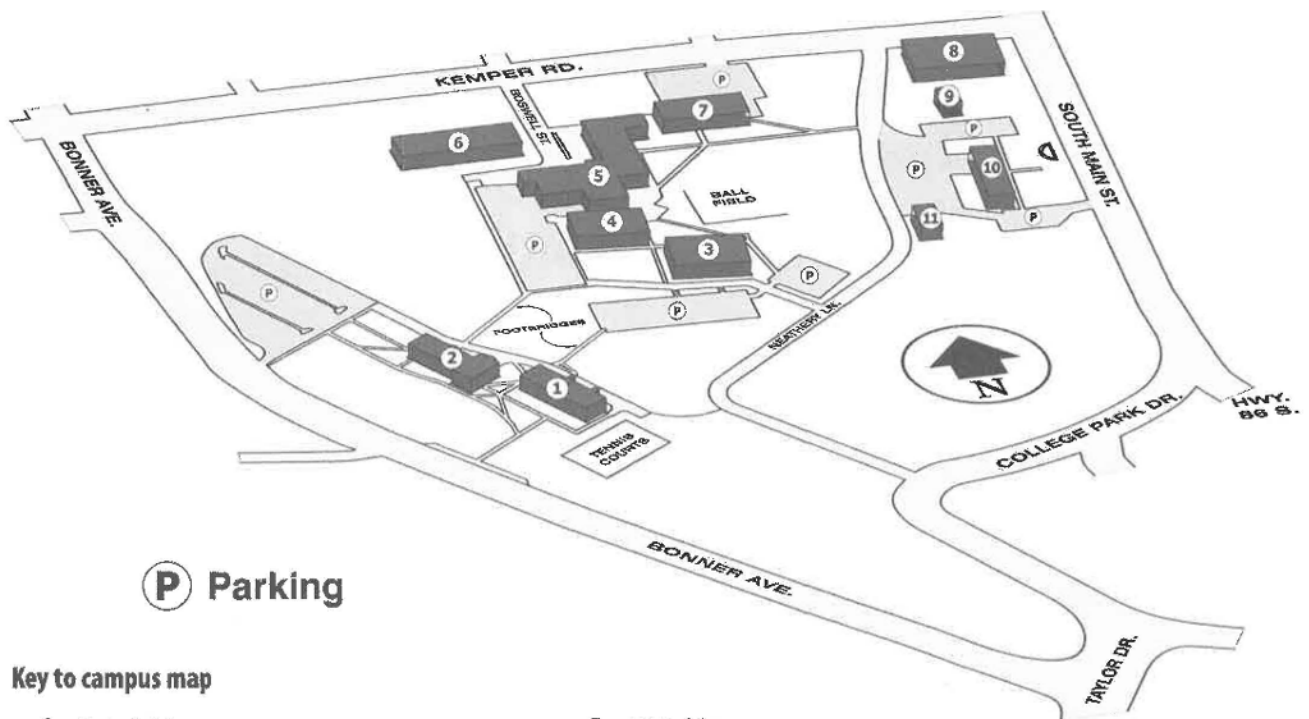 KEMPER RD.
BOSWELL ST.
BONNER AVE.
SOUTH MAIN ST.
8
9
P
7
6
5
P
10
P
BALL
FIELD
4
11
P
3
P
P
P
P
FOOTBRIDGES
NEATHERY LN.
2
1
N
HWY.
86 S.
COLLEGE PARK DR.
TENNIS
COURTS
BONNER AVE.
TAYLOR DR.
P Parking
Key to campus map